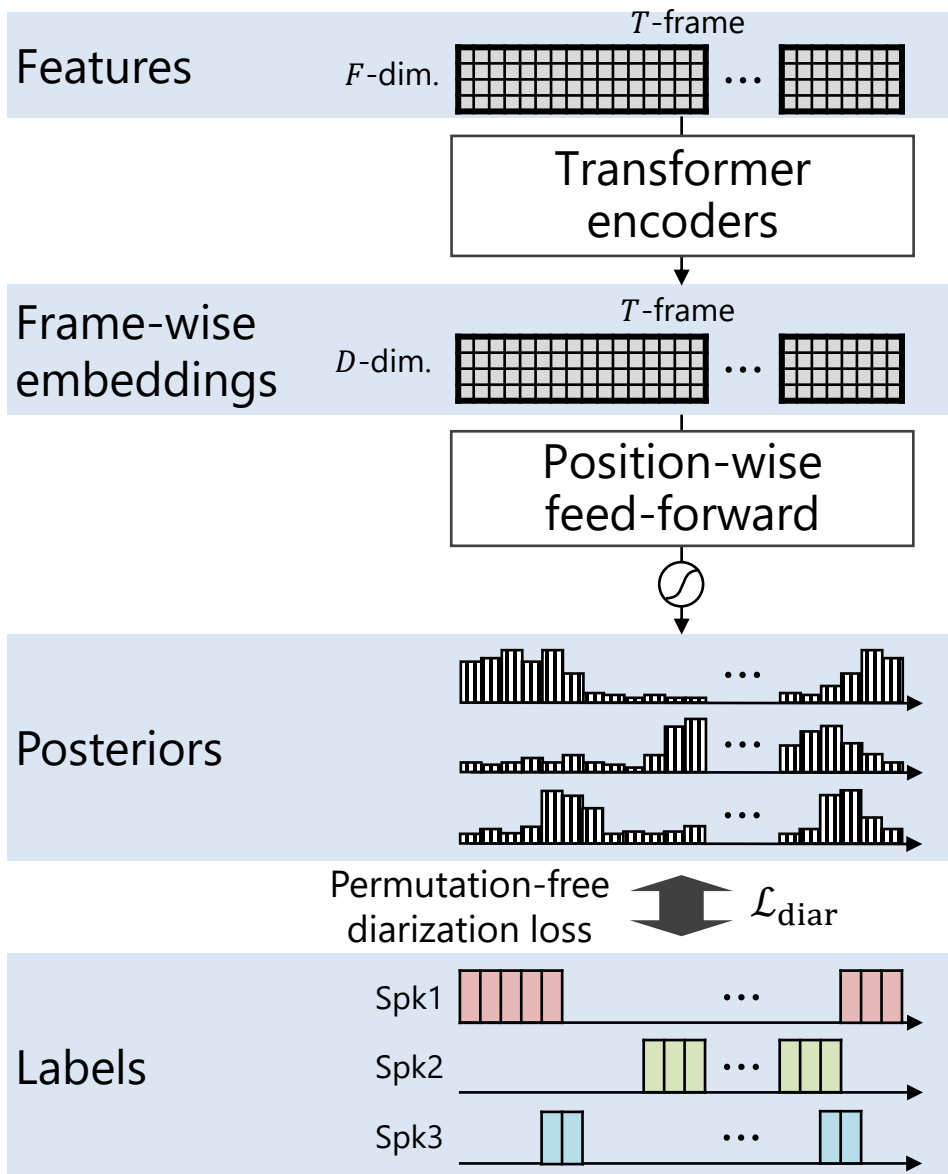 T-frame
Features
F-dim.
...
Transformer
encoders
Frame-wise
embeddings
T-frame
D-dim.
...
Position-wise
feed-forward
Posteriors
...
...
...
Permutation-free
diarization loss
ℒdiar
Labels
Spk1
...
Spk2
...
Spk3
...